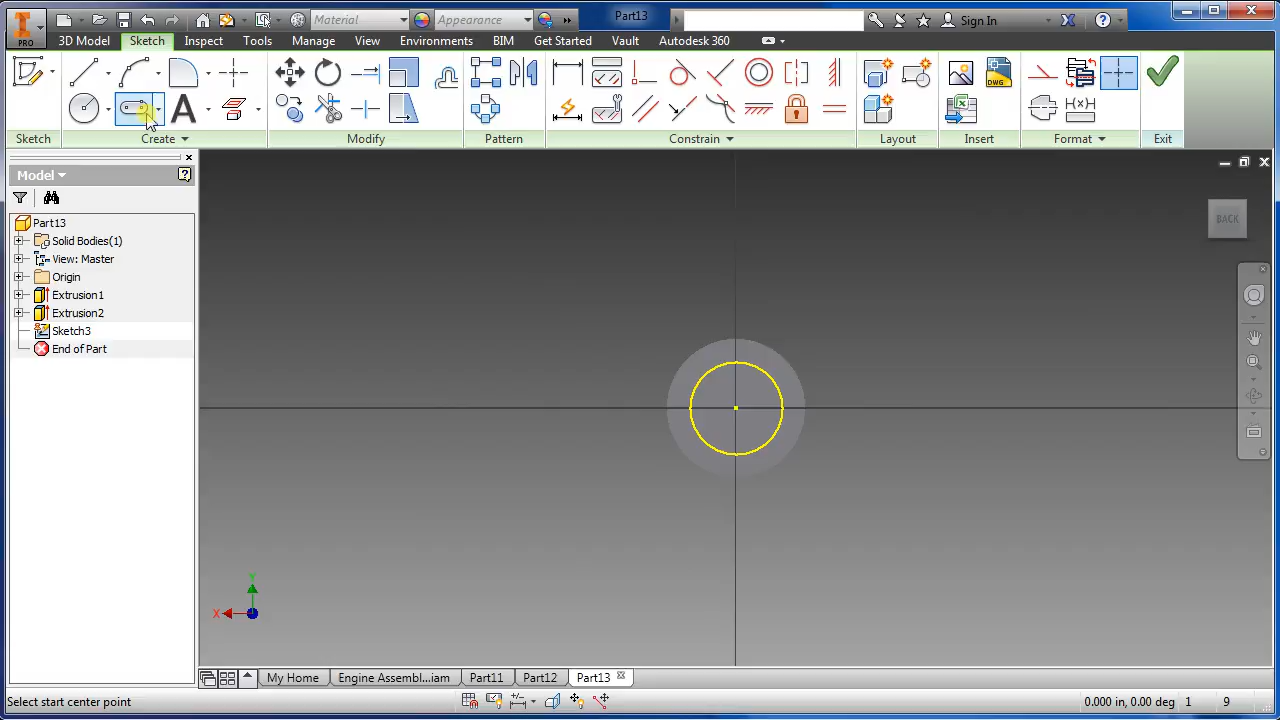 PRO
Material
Appearance
Part13
Sign In
3D Model
Sketch
Inspect
Tools
Manage
View
Environments
BIM
Get Started
Vault
Autodesk 360
DWG
Sketch
Create
Modify
Pattern
Constrain
Layout
Insert
Format
Exit
Model
Part13
Solid Bodies(1)
View: Master
Origin
Extrusion1
Extrusion2
Sketch3
End of Part
BACK
Y
X
My Home
Engine Assembl...iam
Part11
Part12
Part13
Select start center point
0.000 in, 0.00 deg
1
9